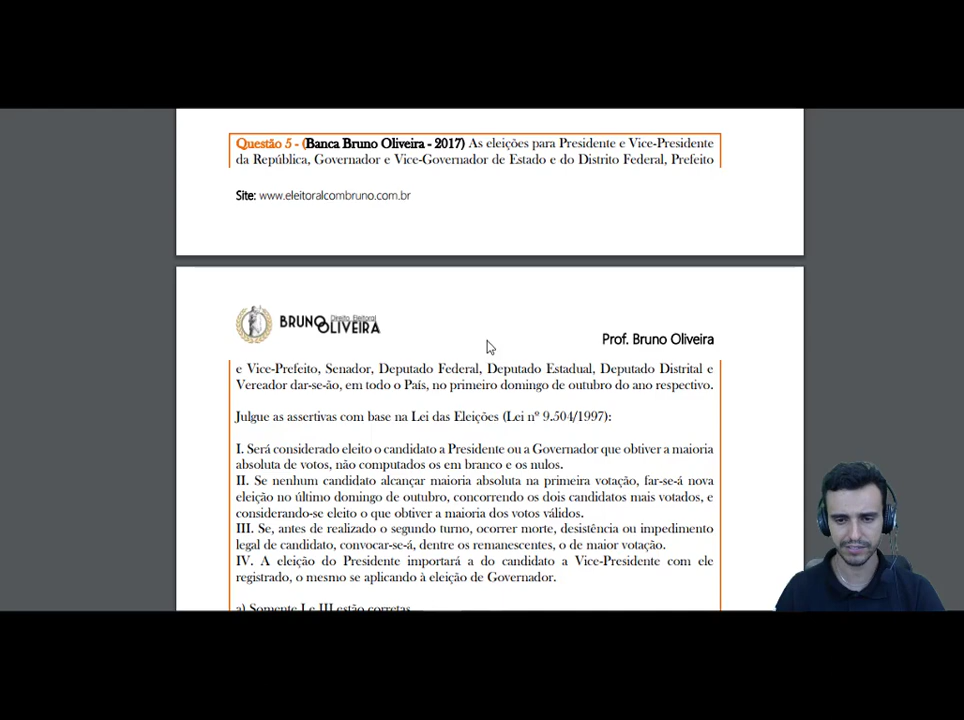 Questão 5 - (Banca Bruno Oliveira - 2017) As eleições para Presidente e Vice-Presidente
da República, Governador e Vice-Governador de Estado e do Distrito Federal, Prefeito
Site: www.eleitoralcombruno.com.br
Direito Eleitoral
BRUNO OLIVEIRA
Prof. Bruno Oliveira
e Vice-Prefeito, Senador, Deputado Federal, Deputado Estadual, Deputado Distrital e
Vereador dar-se-ão, em todo o País, no primeiro domingo de outubro do ano respectivo.
Julgue as assertivas com base na Lei das Eleições (Lei nº 9.504/1997):
I. Será considerado eleito o candidato a Presidente ou a Governador que obtiver a maioria
absoluta de votos, não computados os em branco e os nulos.
II. Se nenhum candidato alcançar maioria absoluta na primeira votação, far-se-á nova
eleição no último domingo de outubro, concorrendo os dois candidatos mais votados, e
considerando-se eleito o que obtiver a maioria dos votos válidos.
III. Se, antes de realizado o segundo turno, ocorrer morte, desistência ou impedimento
legal de candidato, convocar-se-á, dentre os remanescentes, o de maior votação.
IV. A eleição do Presidente importará a do candidato a Vice-Presidente com ele
registrado, o mesmo se aplicando à eleição de Governador.
a) Somente I e III estão corretas